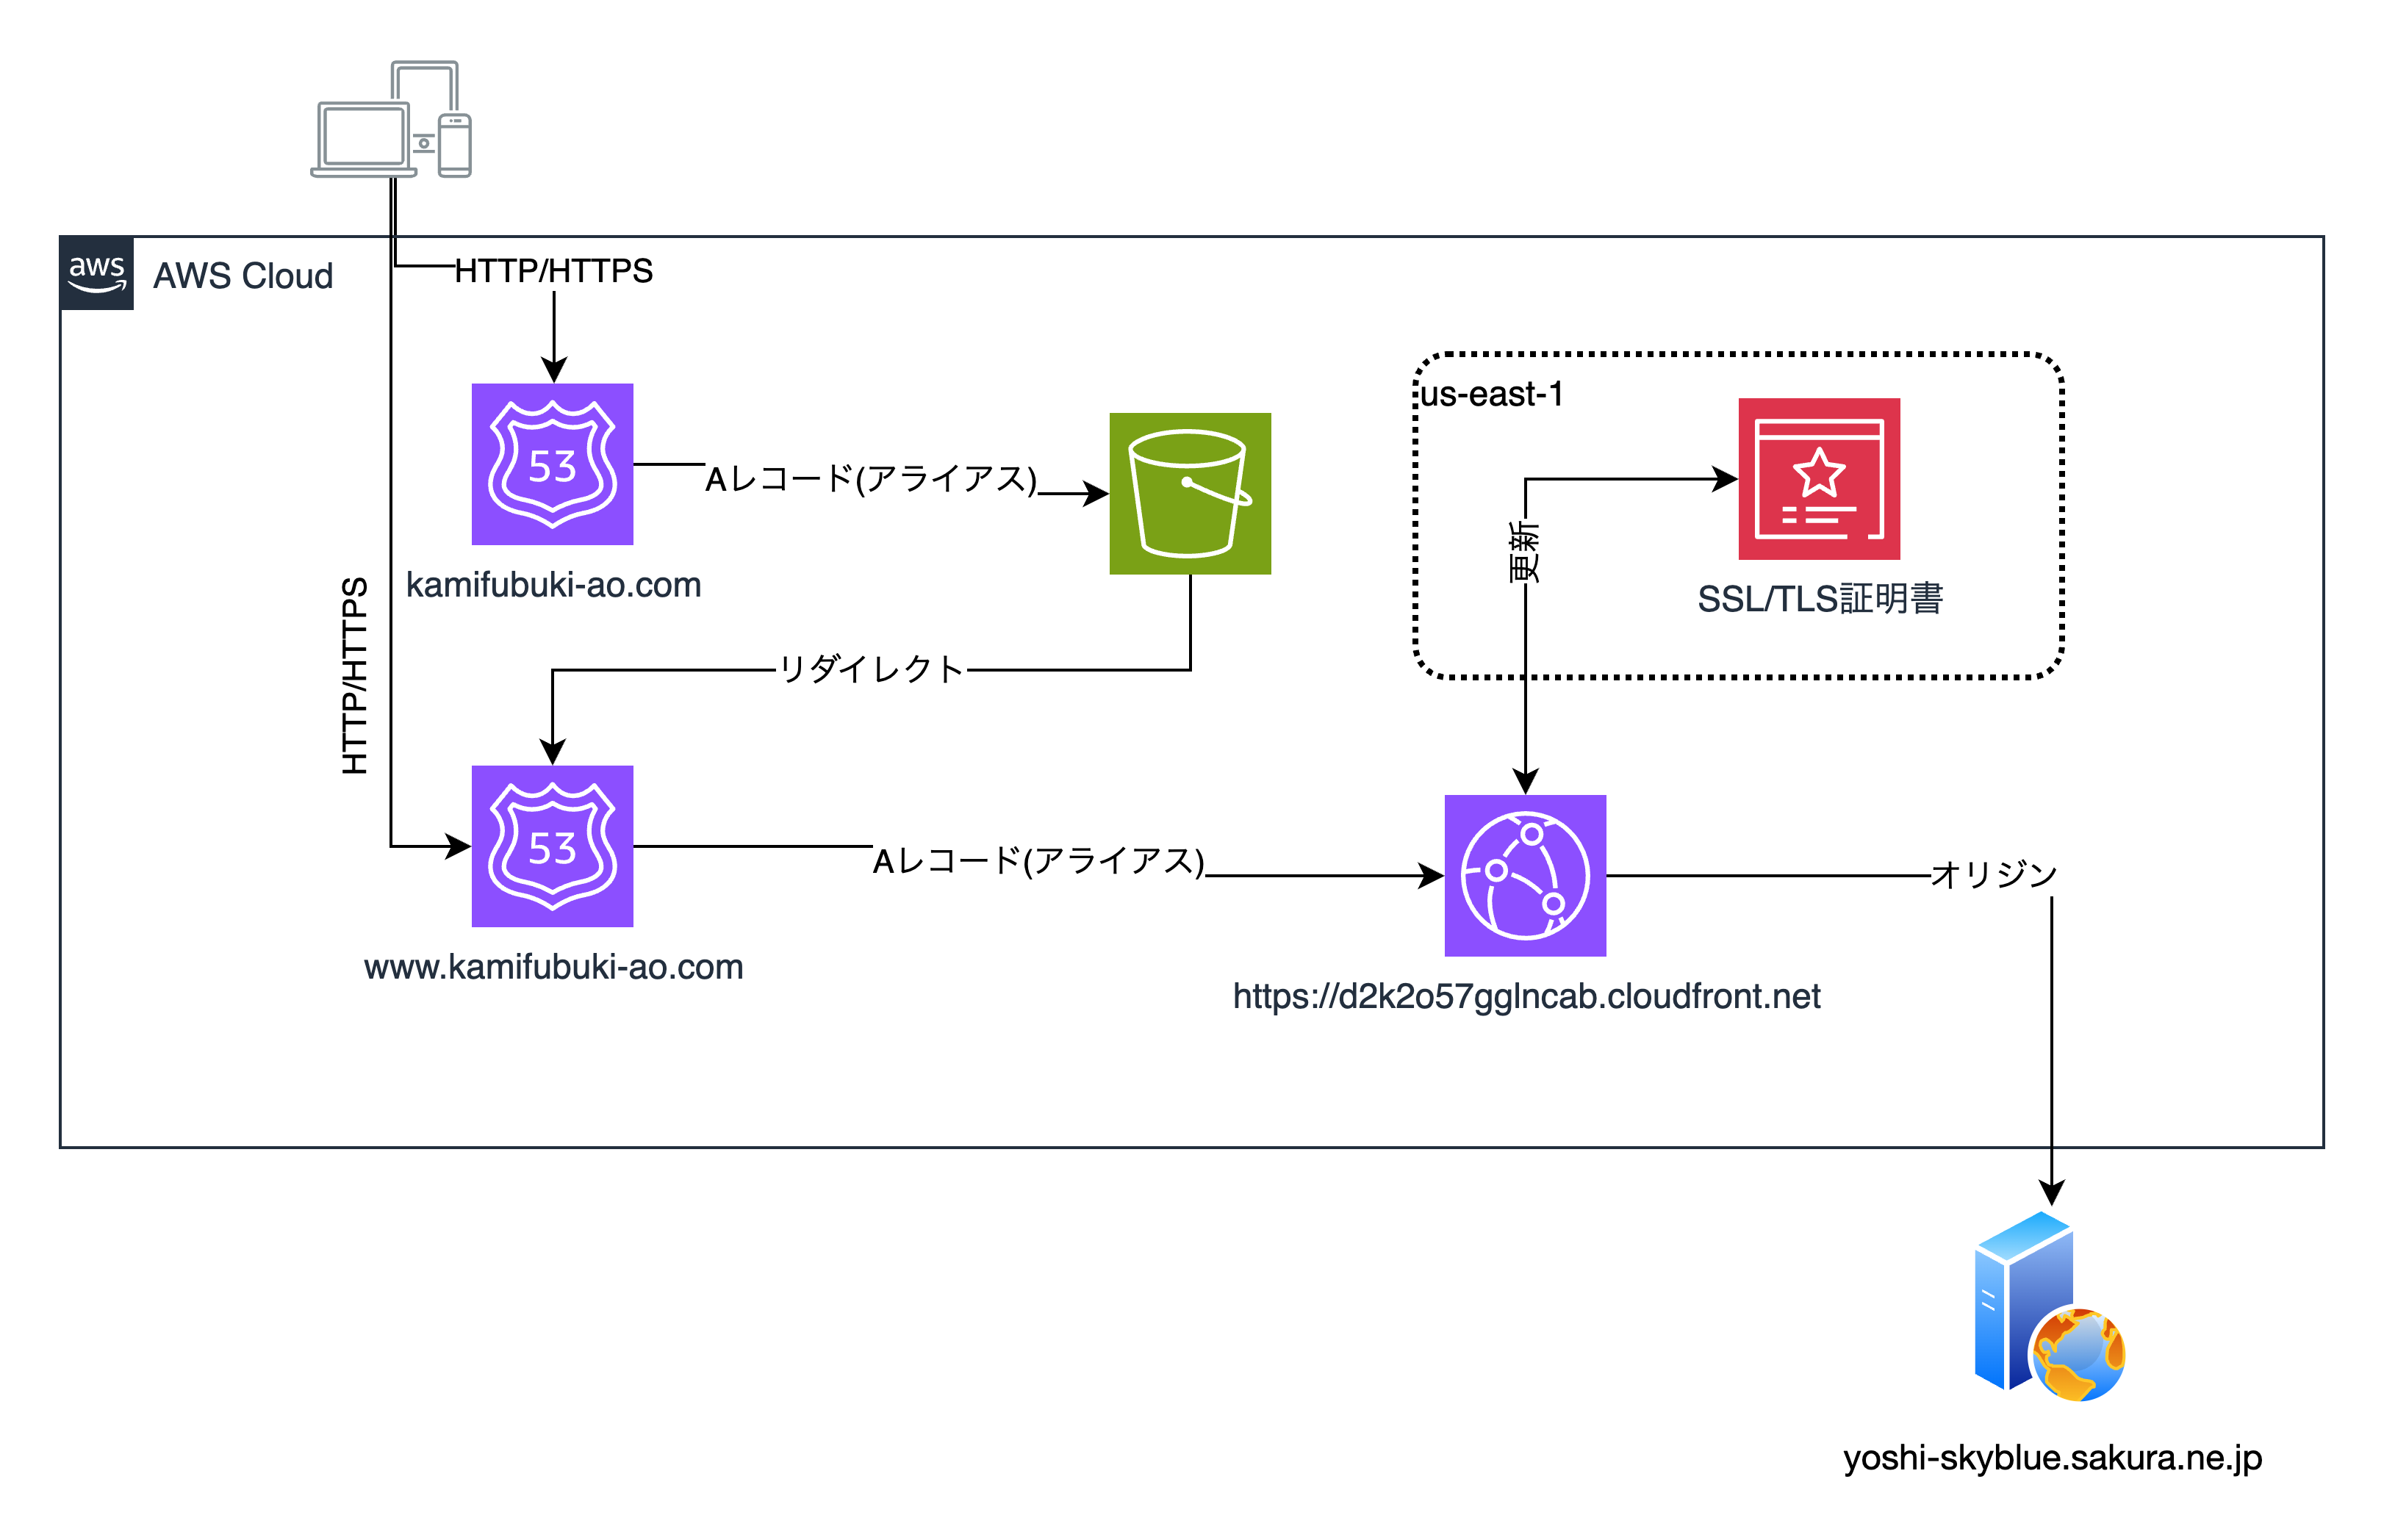 aws
AWS Cloud
HTTP/HTTPS
us-east-1
53
Aレコード(アライアス)
kamifubuki-ao.com
更新
SSL/TLS証明書
HTTP/HTTPS
リダイレクト
53
Aレコード(アライアス)
オリジン
www.kamifubuki-ao.com
https://d2k2o57gglncab.cloudfront.net
yoshi-skyblue.sakura.ne.jp